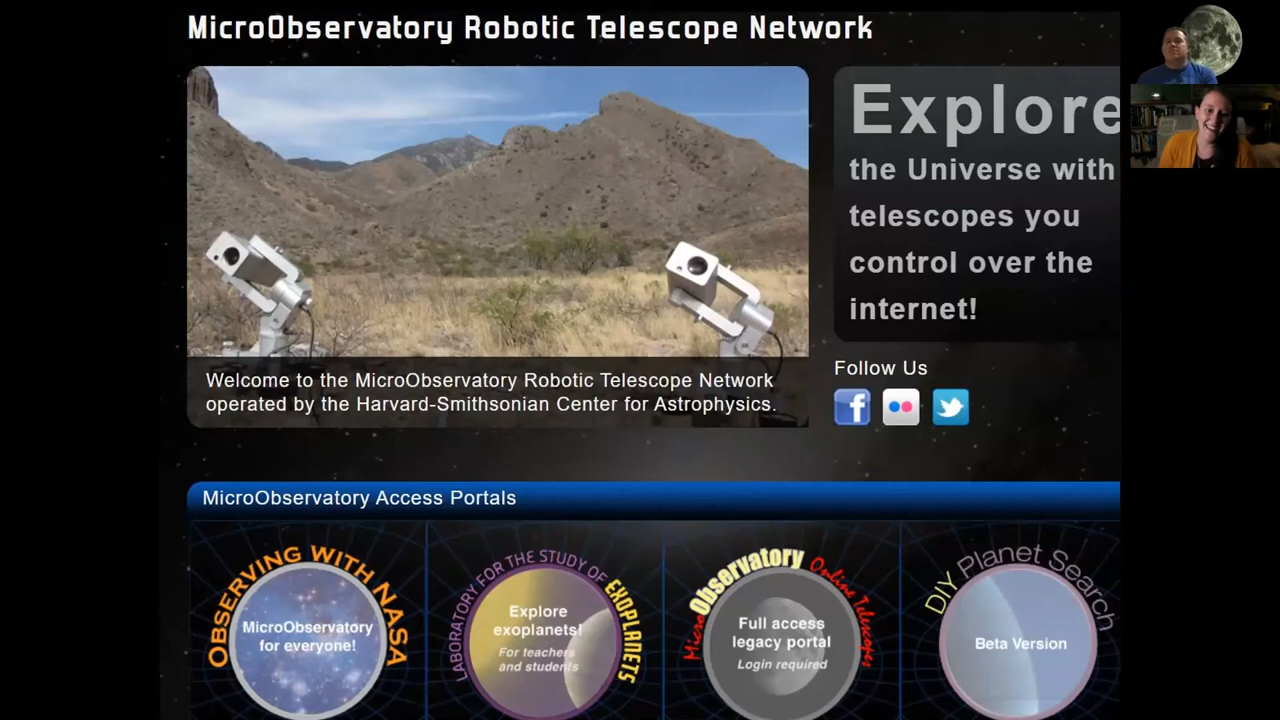 MicroObservatory Robotic Telescope Network
Explore
the Universe with
telescopes you
control over the
internet!
Welcome to the MicroObservatory Robotic Telescope Network
operated by the Harvard-Smithsonian Center for Astrophysics.
Follow Us
MicroObservatory Access Portals
OBSERVING WITH NASA
MicroObservatory
for everyone!
LABORATORY FOR THE STUDY OF EXOPLANETS
Explore
exoplanets!
For teachers
and students
MicroObservatory Online Telescopes
Full access
legacy portal
Login required
DIY Planet Search
Beta Version